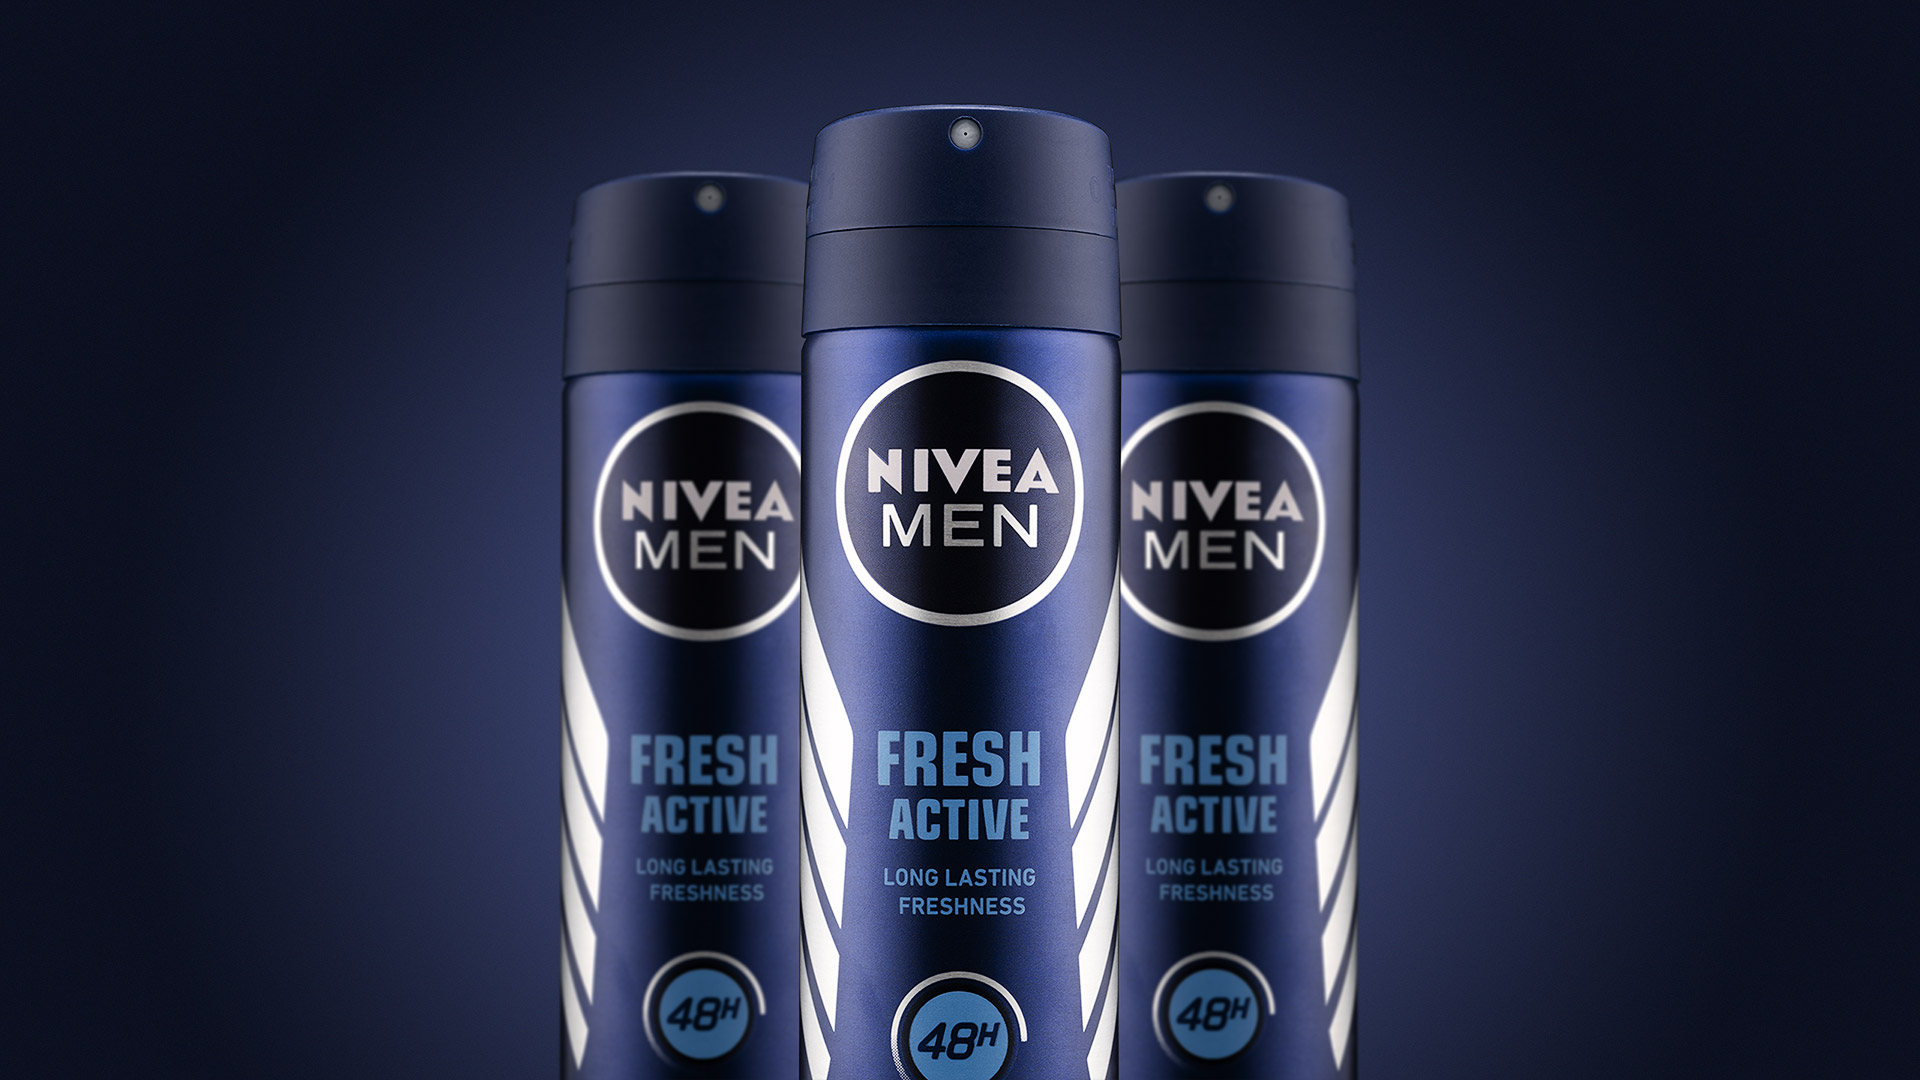 NIVEA
MEN
FRESH
ACTIVE
LONG LASTING
FRESHNESS
48H
NIVEA
MEN
FRESH
ACTIVE
LONG LASTING
FRESHNESS
48H
NIVEA
MEN
FRESH
ACTIVE
LONG LASTING
FRESHNESS
48H